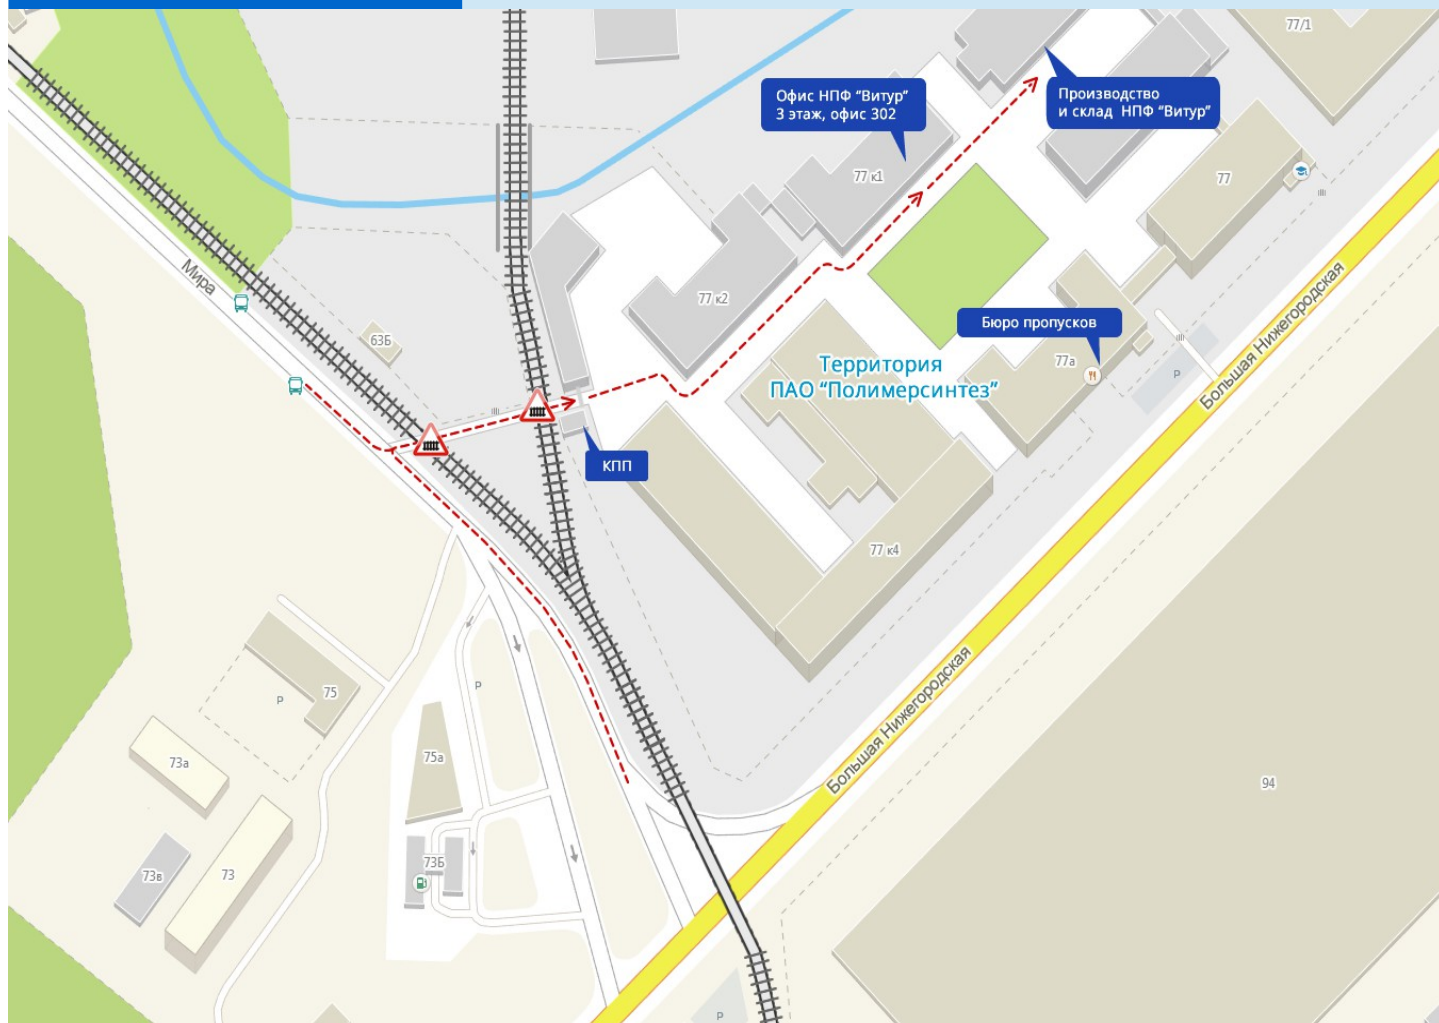 77/1
Офис НПФ “Витур”
3 этаж, офис 302
Производство
и склад НПФ “Витур”
77 к1
77
Мира
77 к2
63Б
Бюро пропусков
77а
Р
Большая Нижегородская
Территория
ПАО “Полимерсинтез”
КПП
77 к4
Большая Нижегородская
75
Р
Р
73а
75а
94
73в
73
73Б
Р